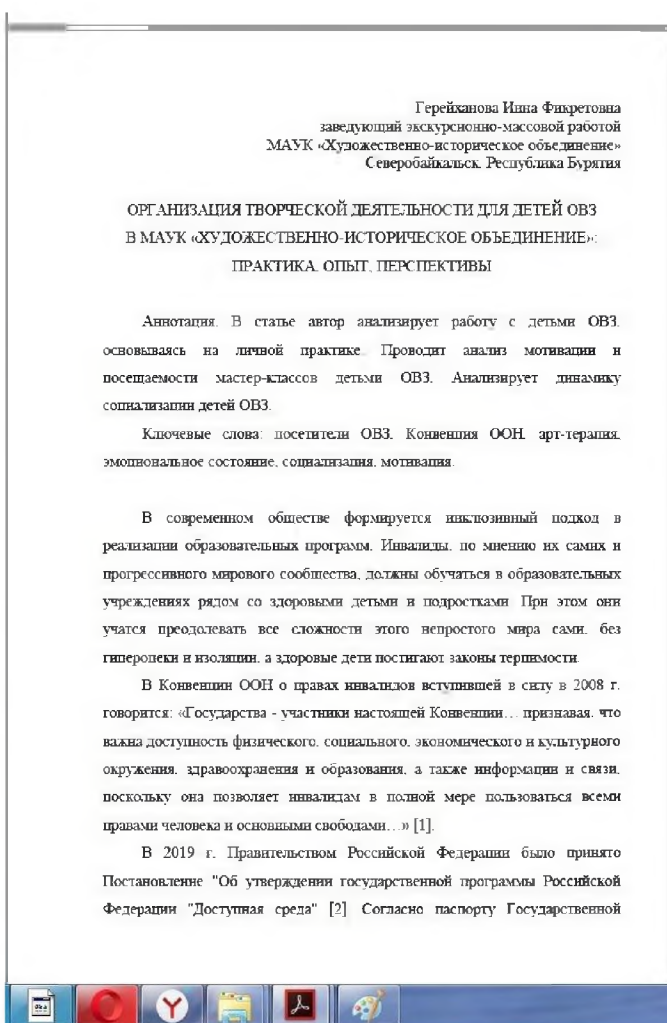 Герейханова Инна Фикретовна
заведующий экскурсионно-массовой работой
МАУК «Художественно-историческое объединение»
Северобайкальск. Республика Бурятия
ОРГАНИЗАЦИЯ ТВОРЧЕСКОЙ ДЕЯТЕЛЬНОСТИ ДЛЯ ДЕТЕЙ ОВЗ
В МАУК «ХУДОЖЕСТВЕННО-ИСТОРИЧЕСКОЕ ОБЪЕДИНЕНИЕ»:
ПРАКТИКА, ОПЫТ, ПЕРСПЕКТИВЫ
Аннотация. В статье автор анализирует работу с детьми ОВЗ,
основываясь на личной практике. Проводит анализ мотивации и
посещаемости мастер-классов детьми ОВЗ. Анализирует динамику
социализации детей ОВЗ.
Ключевые слова: посетители ОВЗ, Конвенция ООН, арт-терапия,
эмоциональное состояние, социализация, мотивация.
В современном обществе формируется инклюзивный подход в
реализации образовательных программ. Инвалиды, по мнению их самих и
прогрессивного мирового сообщества, должны обучаться в образовательных
учреждениях рядом со здоровыми детьми и подростками. При этом они
учатся преодолевать все сложности этого непростого мира сами, без
гиперопеки и изоляции, а здоровые дети постигают законы терпимости.
В Конвенции ООН о правах инвалидов вступившей в силу в 2008 г.
говорится: «Государства - участники настоящей Конвенции… признавая, что
важна доступность физического, социального, экономического и культурного
окружения, здравоохранения и образования, а также информации и связи,
поскольку она позволяет инвалидам в полной мере пользоваться всеми
правами человека и основными свободами…» [1].
В 2019 г. Правительством Российской Федерации было принято
Постановление "Об утверждении государственной программы Российской
Федерации "Доступная среда" [2]. Согласно паспорту Государственной